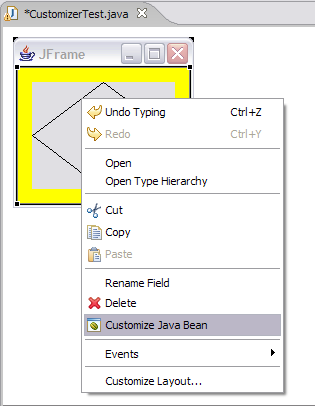 *CustomizerTest.java
JFrame
Undo Typing Ctrl+Z
Redo Ctrl+Y
Open
Open Type Hierarchy
Cut
Copy
Paste
Rename Field
Delete
Customize Java Bean
Events
Customize Layout...